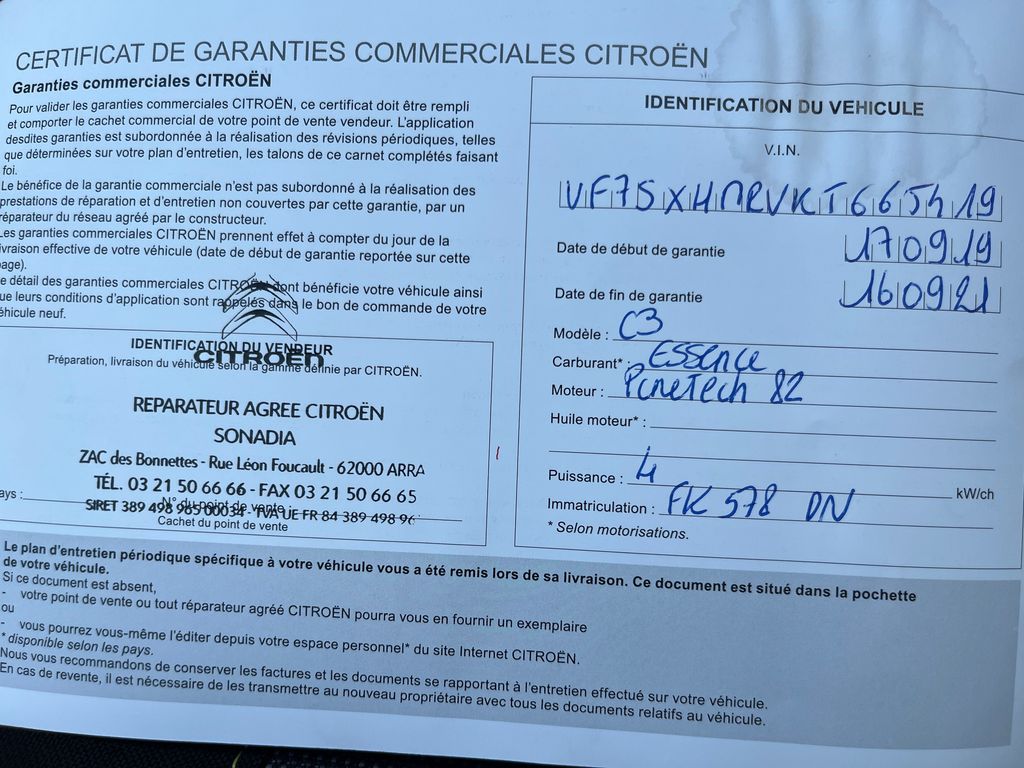 CERTIFICAT DE GARANTIES COMMERCIALES CITROËN
Garanties commerciales CITROËN
Pour valider les garanties commerciales CITROËN, ce certificat doit être rempli
et comporter le cachet commercial de votre point de vente vendeur. L'application
desdites garanties est subordonnée à la réalisation des révisions périodiques, telles
que déterminées sur votre plan d'entretien, les talons de ce carnet complétés faisant
foi.
Le bénéfice de la garantie commerciale n'est pas subordonné à la réalisation des
prestations de réparation et d'entretien non couvertes par cette garantie, par un
réparateur du réseau agréé par le constructeur.
Les garanties commerciales CITROËN prennent effet à compter du jour de la
livraison effective de votre véhicule (date de début de garantie reportée sur cette
page).
e détail des garanties commerciales CITROËN dont bénéficie votre véhicule ainsi
ue leurs conditions d'application sont rappelés dans le bon de commande de votre
éhicule neuf.
IDENTIFICATION DU VENDEUR
CITROËN
Préparation, livraison du véhicule selon la gamme définie par CITROËN.
REPARATEUR AGREE CITROËN
SONADIA
ZAC des Bonnettes - Rue Léon Foucault - 62000 ARRA
TÉL. 03 21 50 66 66 - FAX 03 21 50 66 65
ays :
N° du point de vente
SIRET 389 498 965 00034 - TVA UE FR 84 389 498 9
Cachet du point de vente
IDENTIFICATION DU VEHICULE
V.I.N.
VF7SXHMRVKT665419
Date de début de garantie 170919
Date de fin de garantie 160921
Modèle : C3
Carburant* : Essence
Moteur : PureTech 82
Huile moteur* :
Puissance : 4 kW/ch
Immatriculation : FK 578 DN
* Selon motorisations.
Le plan d'entretien périodique spécifique à votre véhicule vous a été remis lors de sa livraison. Ce document est situé dans la pochette
de votre véhicule.
Si ce document est absent,
- votre point de vente ou tout réparateur agréé CITROËN pourra vous en fournir un exemplaire
ou
- vous pourrez vous-même l'éditer depuis votre espace personnel* du site Internet CITROËN.
* disponible selon les pays.
Nous vous recommandons de conserver les factures et les documents se rapportant à l'entretien effectué sur votre véhicule.
En cas de revente, il est nécessaire de les transmettre au nouveau propriétaire avec tous les documents relatifs au véhicule.